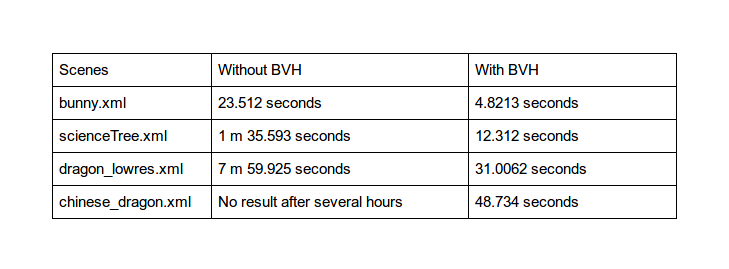 Scenes Without BVH With BVH
bunny.xml 23.512 seconds 4.8213 seconds
scienceTree.xml 1 m 35.593 seconds 12.312 seconds
dragon_lowres.xml 7 m 59.925 seconds 31.0062 seconds
chinese_dragon.xml No result after several hours 48.734 seconds